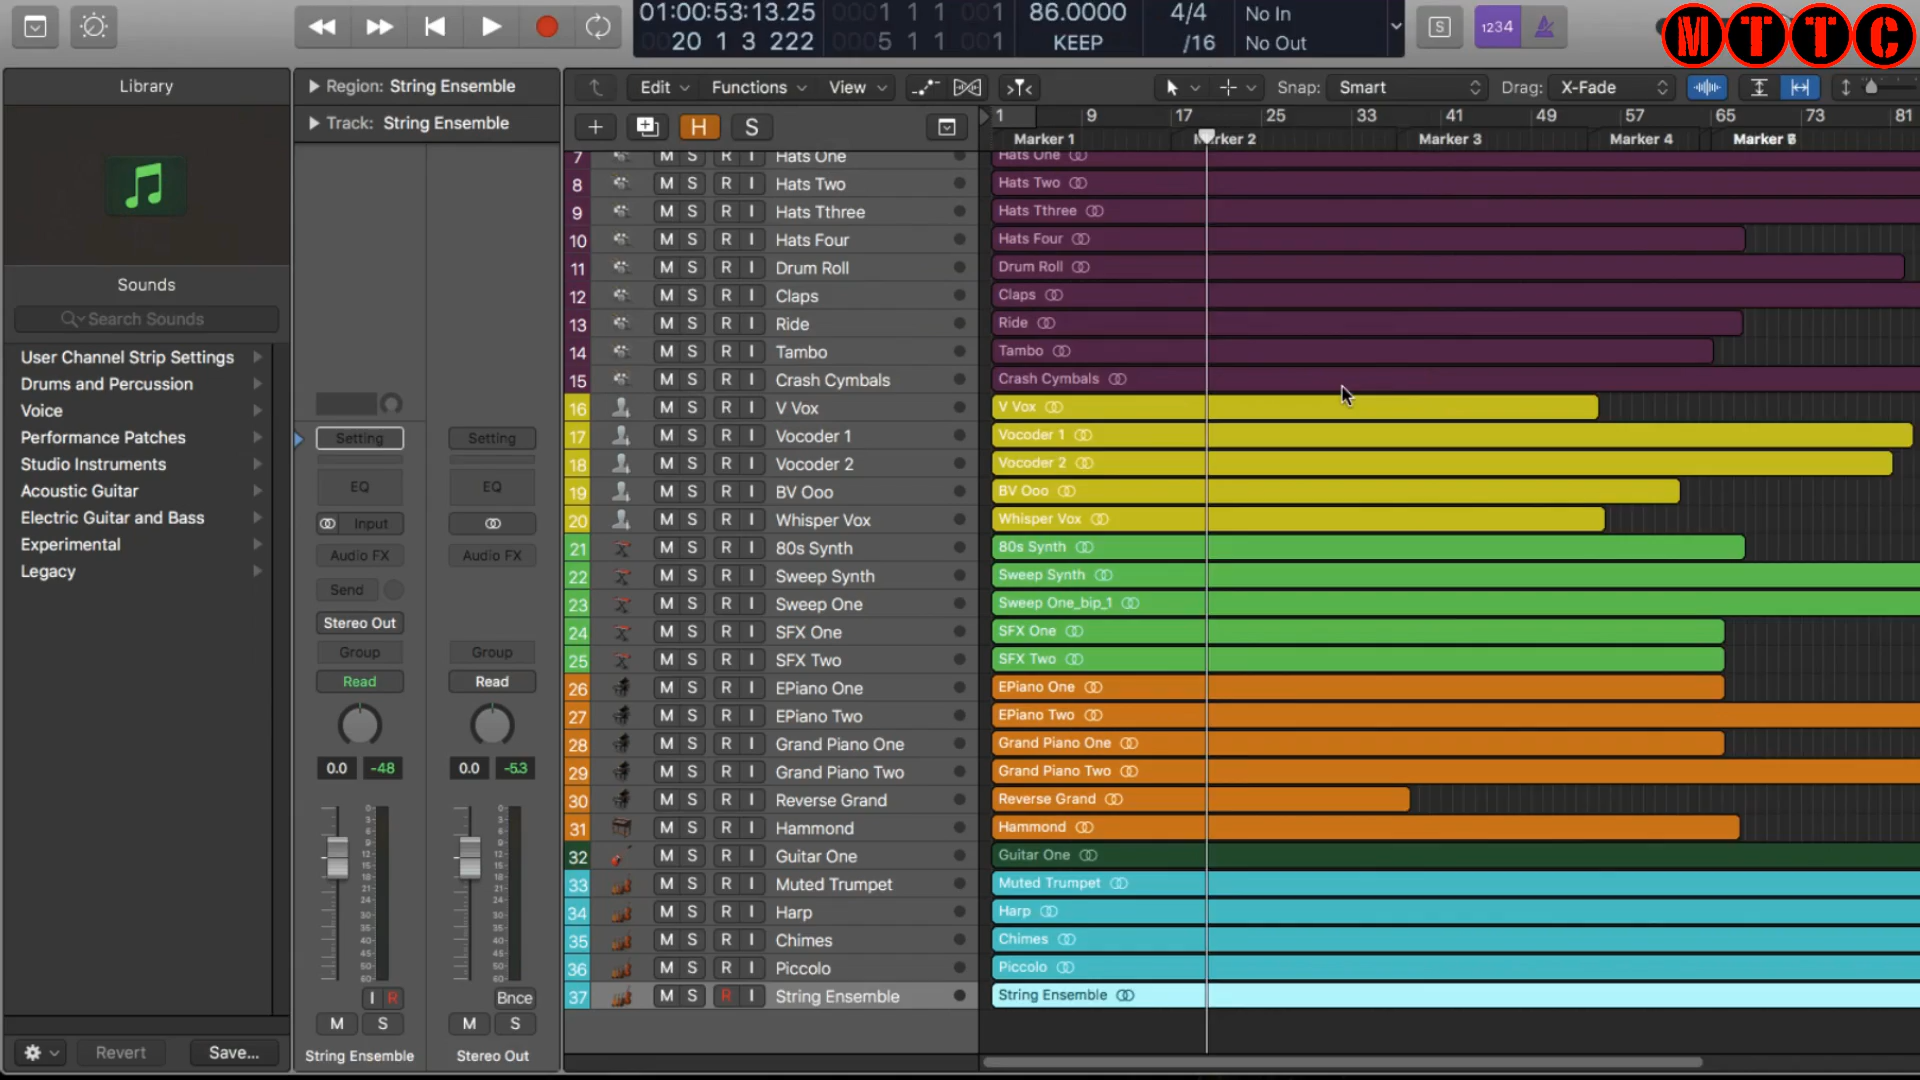 01:00:53:13.25
20 1 3 222
0001 1 1 001
0005 1 1 001
86.0000
KEEP
4/4
/16
No In
No Out
S
1234
MTTC
Library
Region: String Ensemble
Track: String Ensemble
Edit
Functions
View
Snap: Smart
Drag: X-Fade
H
S
1 9 17 25 33 41 49 57 65 73 81
Marker 1
Marker 3
Marker 4
Sounds
Search Sounds
User Channel Strip Settings
Drums and Percussion
Voice
Performance Patches
Studio Instruments
Acoustic Guitar
Electric Guitar and Bass
Experimental
Legacy
Revert
Save...
Setting Setting
EQ EQ
Input
Audio FX Audio FX
Send
Stereo Out
Group Group
Read Read
0.0 -48 0.0 -5.3
I R Bnce
M S M S
String Ensemble Stereo Out
7 M S R I Hats One Hats One
8 M S R I Hats Two Hats Two
9 M S R I Hats Tthree Hats Tthree
10 M S R I Hats Four Hats Four
11 M S R I Drum Roll Drum Roll
12 M S R I Claps Claps
13 M S R I Ride Ride
14 M S R I Tambo Tambo
15 M S R I Crash Cymbals Crash Cymbals
16 M S R I V Vox V Vox
17 M S R I Vocoder 1 Vocoder 1
18 M S R I Vocoder 2 Vocoder 2
19 M S R I BV Ooo BV Ooo
20 M S R I Whisper Vox Whisper Vox
21 M S R I 80s Synth 80s Synth
22 M S R I Sweep Synth Sweep Synth
23 M S R I Sweep One Sweep One_bip_1
24 M S R I SFX One SFX One
25 M S R I SFX Two SFX Two
26 M S R I EPiano One EPiano One
27 M S R I EPiano Two EPiano Two
28 M S R I Grand Piano One Grand Piano One
29 M S R I Grand Piano Two Grand Piano Two
30 M S R I Reverse Grand Reverse Grand
31 M S R I Hammond Hammond
32 M S R I Guitar One Guitar One
33 M S R I Muted Trumpet Muted Trumpet
34 M S R I Harp Harp
35 M S R I Chimes Chimes
36 M S R I Piccolo Piccolo
37 M S R I String Ensemble String Ensemble